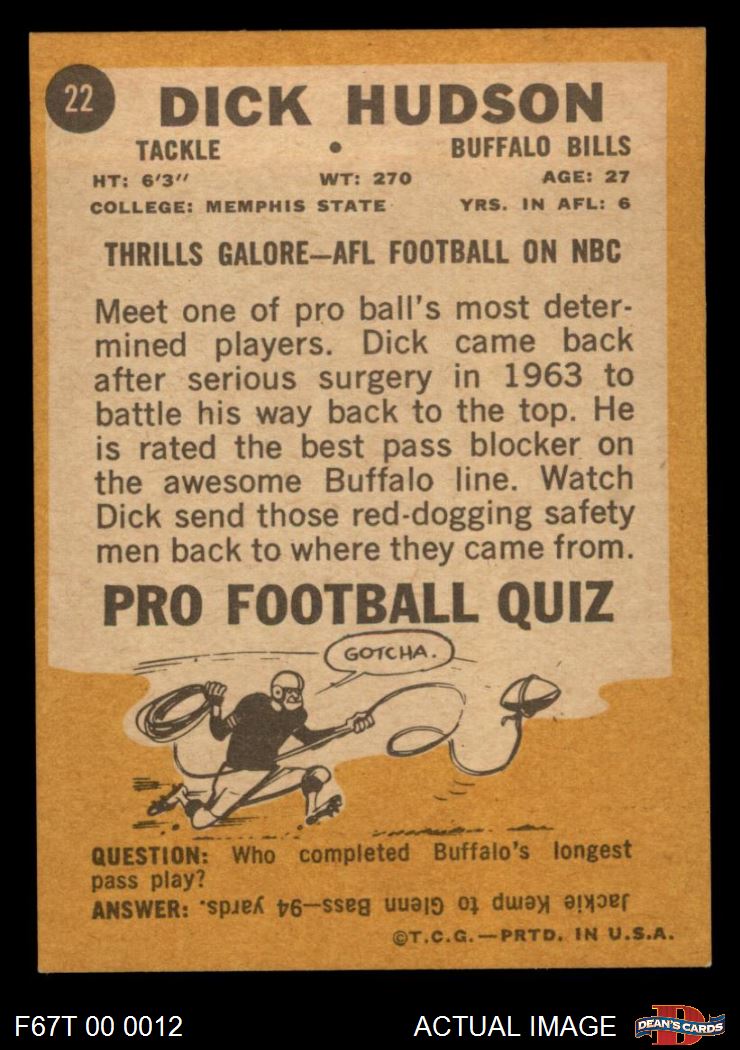 22
DICK HUDSON
TACKLE • BUFFALO BILLS
HT: 6'3" WT: 270 AGE: 27
COLLEGE: MEMPHIS STATE YRS. IN AFL: 6
THRILLS GALORE—AFL FOOTBALL ON NBC
Meet one of pro ball's most deter-
mined players. Dick came back
after serious surgery in 1963 to
battle his way back to the top. He
is rated the best pass blocker on
the awesome Buffalo line. Watch
Dick send those red-dogging safety
men back to where they came from.
PRO FOOTBALL QUIZ
GOTCHA.
QUESTION: Who completed Buffalo's longest
pass play?
ANSWER: Jackie Kemp to Glenn Bass—94 yards.
©T.C.G.—PRTD. IN U.S.A.
F67T 00 0012 ACTUAL IMAGE
D
DEAN'S CARDS